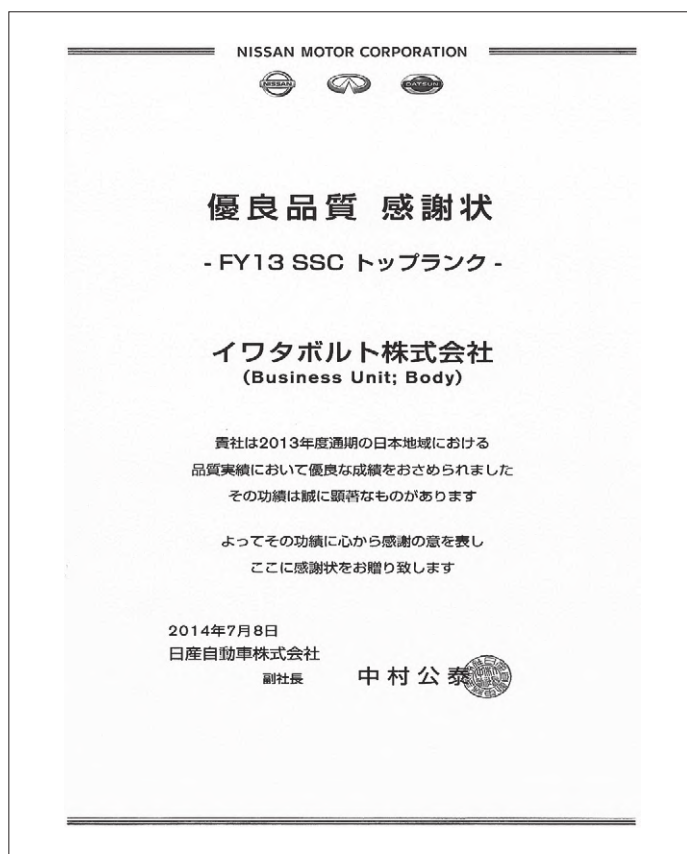 NISSAN MOTOR CORPORATION
NISSAN
DATSUN
優良品質 感謝状
- FY13 SSC トップランク -
イワタボルト株式会社
(Business Unit; Body)
貴社は2013年度通期の日本地域における
品質実績において優良な成績をおさめられました
その功績は誠に顕著なものがあります
よってその功績に心から感謝の意を表し
ここに感謝状をお贈り致します
2014年7月8日
日産自動車株式会社
副社長 中村公泰